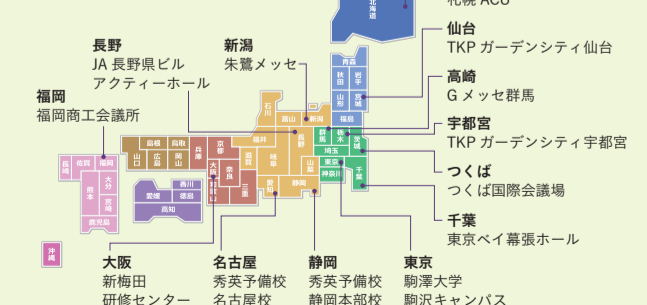 札幌 ACU
北海道
仙台
TKP ガーデンシティ仙台
長野
JA 長野県ビル
アクティーホール
新潟
朱鷺メッセ
高崎
G メッセ群馬
福岡
福岡商工会議所
宇都宮
TKP ガーデンシティ宇都宮
つくば
つくば国際会議場
千葉
東京ベイ幕張ホール
青森
秋田
岩手
山形
宮城
福島
石川
富山
新潟
福井
長野
群馬
栃木
茨城
埼玉
東京
神奈川
千葉
山梨
静岡
愛知
岐阜
滋賀
京都
兵庫
大阪
奈良
和歌山
三重
鳥取
島根
岡山
広島
山口
香川
徳島
愛媛
高知
福岡
佐賀
長崎
大分
熊本
宮崎
鹿児島
沖縄
大阪
新梅田
研修センター
名古屋
秀英予備校
名古屋校
静岡
秀英予備校
静岡本部校
東京
駒澤大学
駒沢キャンパス